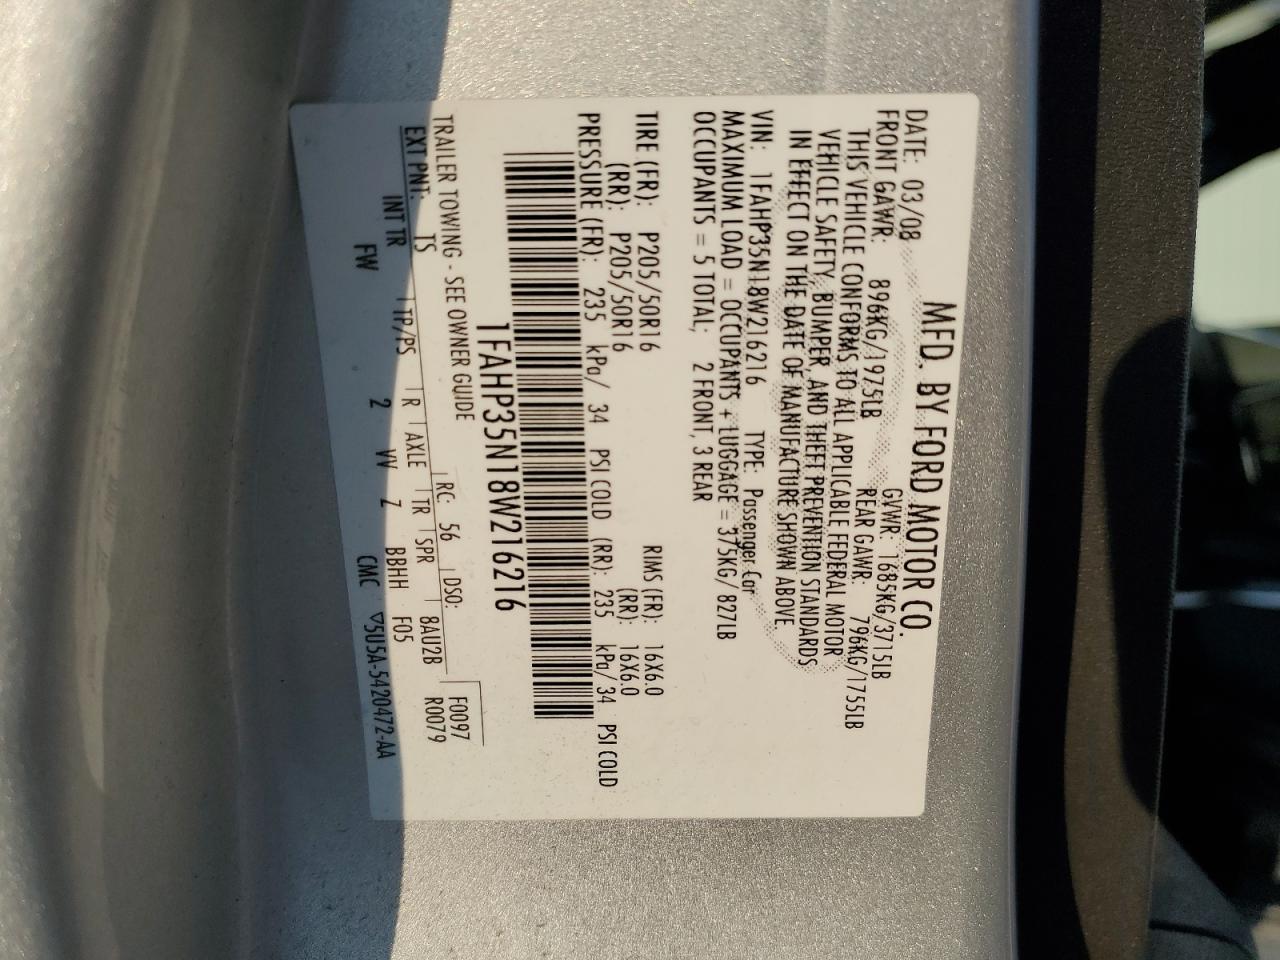 MFD. BY FORD MOTOR CO.
DATE: 03/08 GVWR: 1685KG/3715LB
FRONT GAWR: 896KG/1975LB REAR GAWR: 796KG/1755LB
THIS VEHICLE CONFORMS TO ALL APPLICABLE FEDERAL MOTOR
VEHICLE SAFETY, BUMPER, AND THEFT PREVENTION STANDARDS
IN EFFECT ON THE DATE OF MANUFACTURE SHOWN ABOVE.
VIN: 1FAHP35N18W216216 TYPE: Passenger Car
MAXIMUM LOAD = OCCUPANTS + LUGGAGE = 375KG/ 827LB
OCCUPANTS = 5 TOTAL; 2 FRONT, 3 REAR
TIRE (FR): P205/50R16 RIMS (FR): 16X6.0
(RR): P205/50R16 (RR): 16X6.0
PRESSURE (FR): 235 kPa/ 34 PSI COLD (RR): 235 kPa/ 34 PSI COLD
1FAHP35N18W216216
TRAILER TOWING - SEE OWNER GUIDE F0097
EXT PNT: TS RC: 56 DSO: R0079
INT TR TP/PS R AXLE TR SPR 8AU2B
FW 2 VV Z BBHH F05
CMC ▽5U5A-5420472-AA